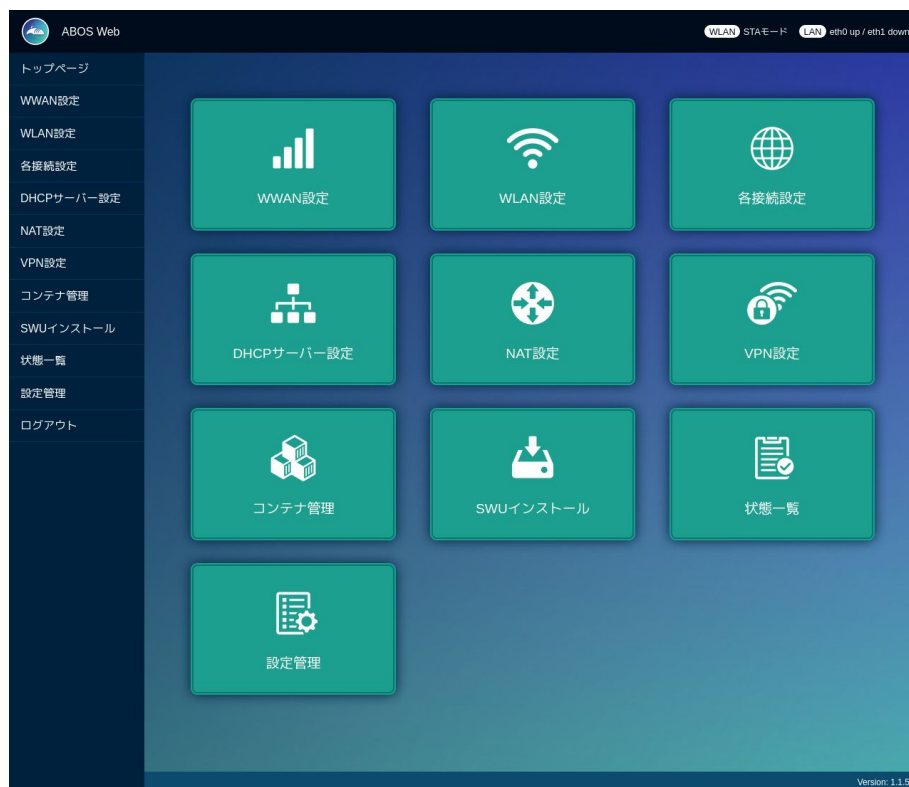 ABOS Web
WLAN STAモード LAN eth0 up / eth1 down
トップページ
WWAN設定
WLAN設定
各接続設定
DHCPサーバー設定
NAT設定
VPN設定
コンテナ管理
SWUインストール
状態一覧
設定管理
ログアウト
WWAN設定
WLAN設定
各接続設定
DHCPサーバー設定
NAT設定
VPN設定
コンテナ管理
SWUインストール
状態一覧
設定管理
Version: 1.1.5